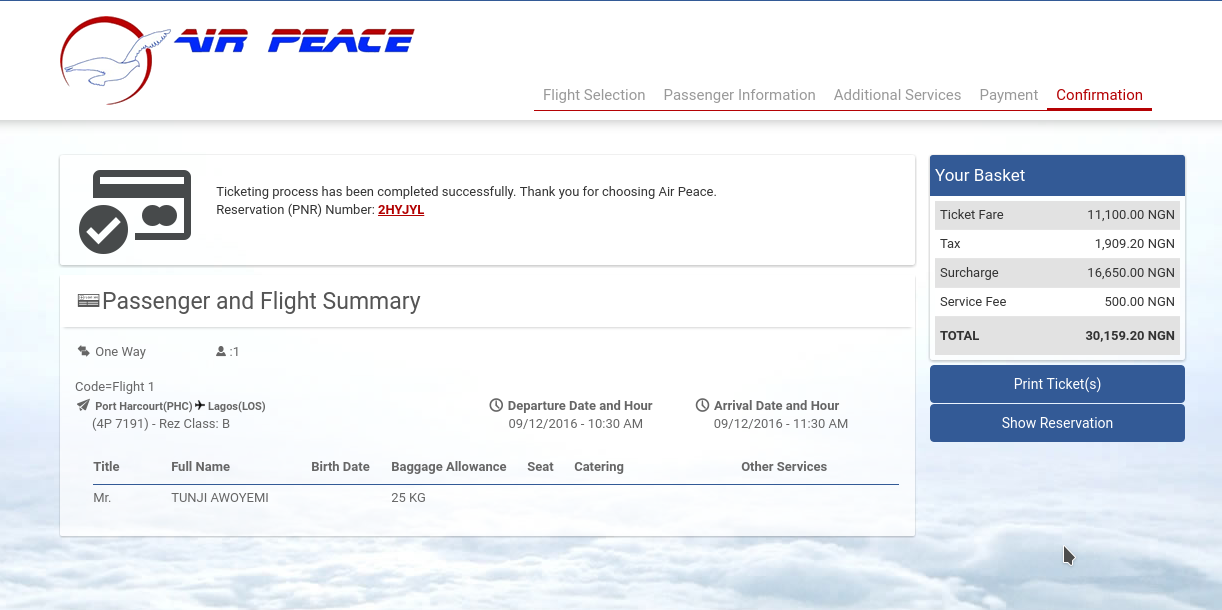 AIR PEACE
Flight Selection Passenger Information Additional Services Payment Confirmation
Ticketing process has been completed successfully. Thank you for choosing Air Peace.
Reservation (PNR) Number: 2HYJYL
Passenger and Flight Summary
One Way :1
Code=Flight 1
Port Harcourt(PHC) Lagos(LOS) Departure Date and Hour Arrival Date and Hour
(4P 7191) - Rez Class: B 09/12/2016 - 10:30 AM 09/12/2016 - 11:30 AM
Title Full Name Birth Date Baggage Allowance Seat Catering Other Services
Mr. TUNJI AWOYEMI 25 KG
Your Basket
Ticket Fare 11,100.00 NGN
Tax 1,909.20 NGN
Surcharge 16,650.00 NGN
Service Fee 500.00 NGN
TOTAL 30,159.20 NGN
Print Ticket(s)
Show Reservation